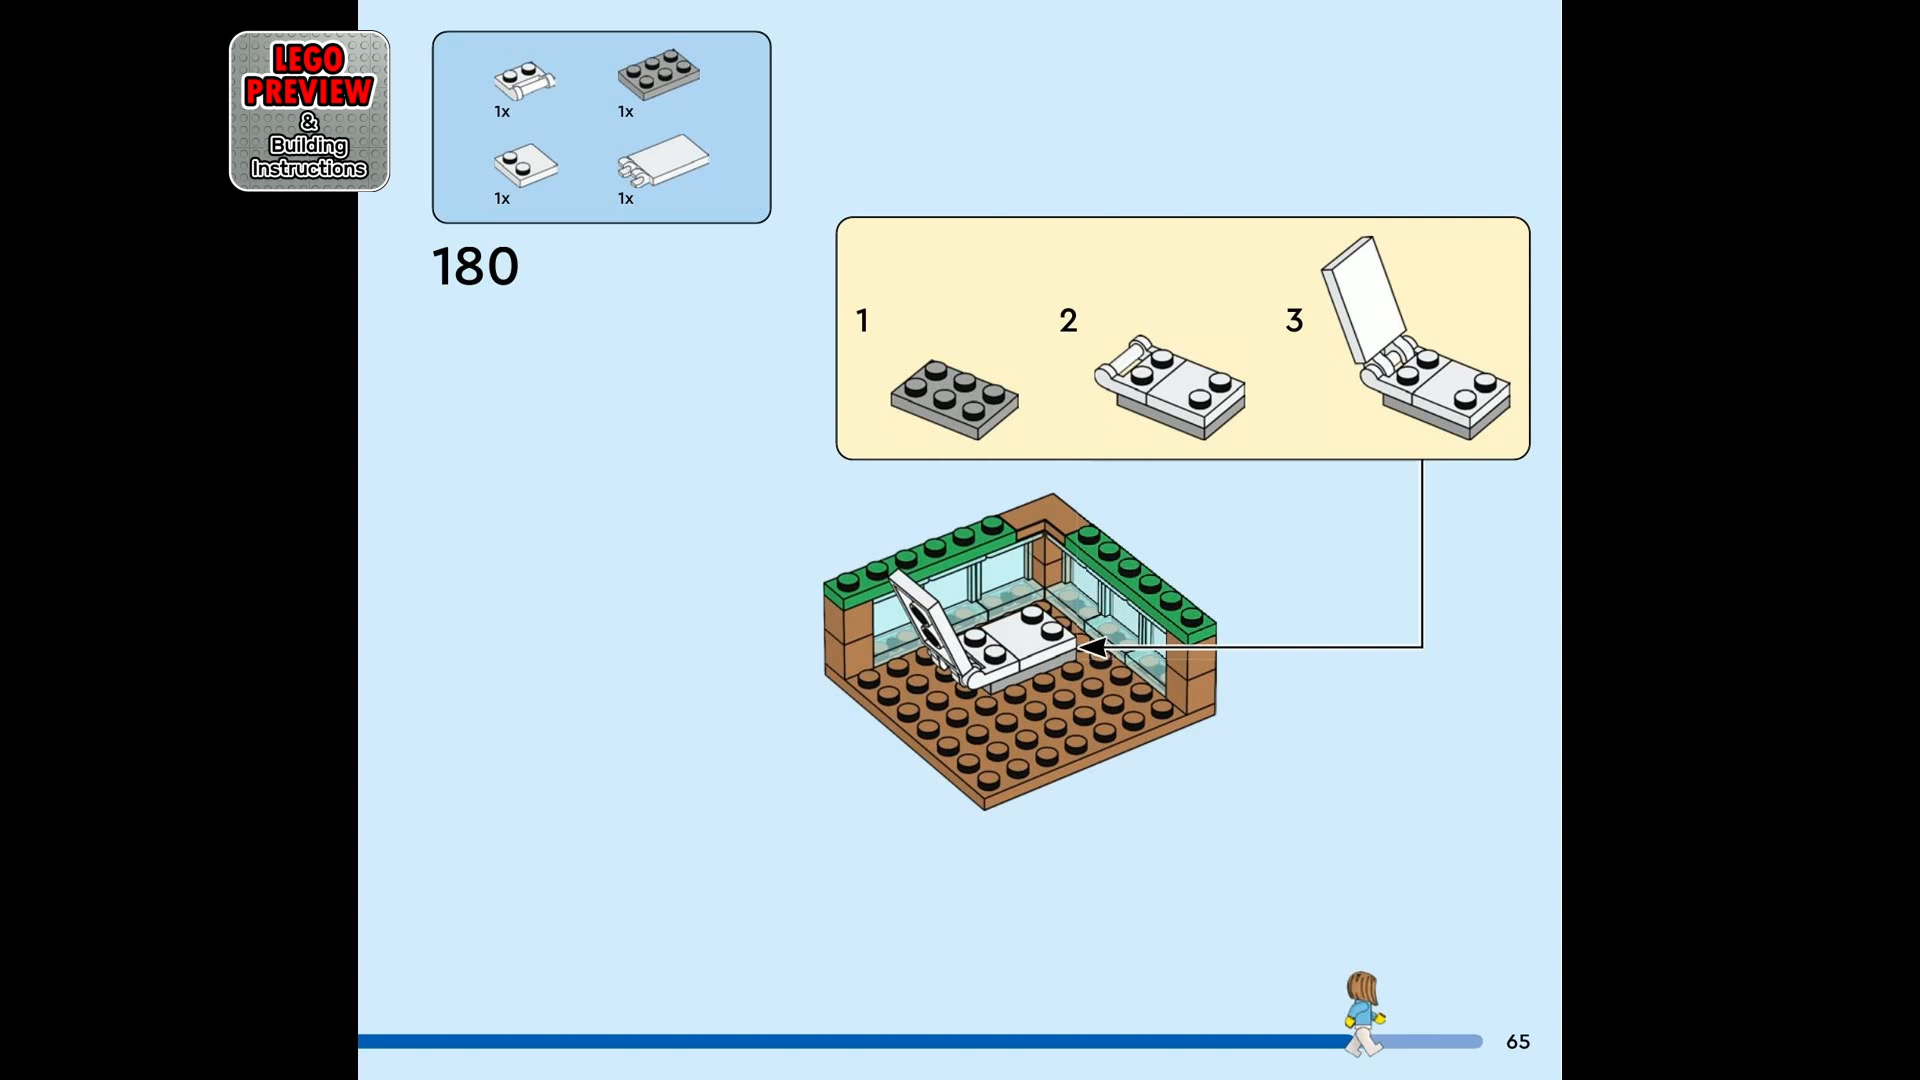 LEGO
PREVIEW
&
Building
Instructions
1x
1x
1x
1x
180
1
2
3
65